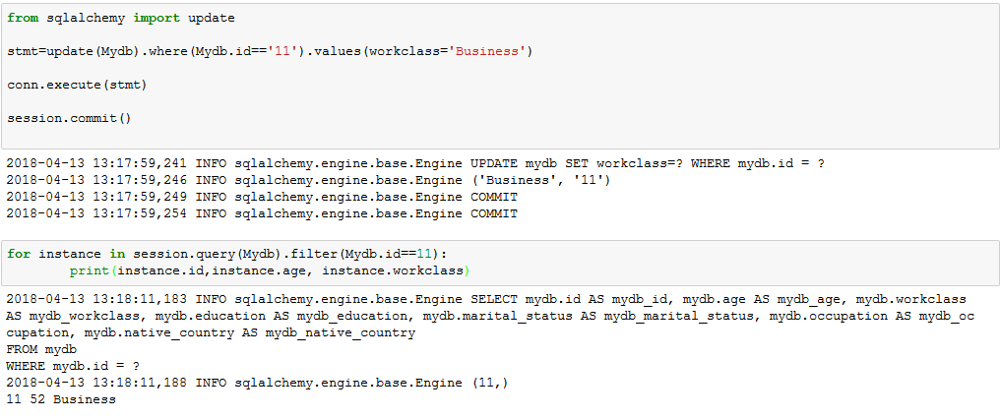 from sqlalchemy import update
stmt=update(Mydb).where(Mydb.id=='11').values(workclass='Business')
conn.execute(stmt)
session.commit()
2018-04-13 13:17:59,241 INFO sqlalchemy.engine.base.Engine UPDATE mydb SET workclass=? WHERE mydb.id = ?
2018-04-13 13:17:59,246 INFO sqlalchemy.engine.base.Engine ('Business', '11')
2018-04-13 13:17:59,249 INFO sqlalchemy.engine.base.Engine COMMIT
2018-04-13 13:17:59,254 INFO sqlalchemy.engine.base.Engine COMMIT
for instance in session.query(Mydb).filter(Mydb.id==11):
        print(instance.id,instance.age, instance.workclass)
2018-04-13 13:18:11,183 INFO sqlalchemy.engine.base.Engine SELECT mydb.id AS mydb_id, mydb.age AS mydb_age, mydb.workclass
AS mydb_workclass, mydb.education AS mydb_education, mydb.marital_status AS mydb_marital_status, mydb.occupation AS mydb_oc
cupation, mydb.native_country AS mydb_native_country
FROM mydb
WHERE mydb.id = ?
2018-04-13 13:18:11,188 INFO sqlalchemy.engine.base.Engine (11,)
11 52 Business